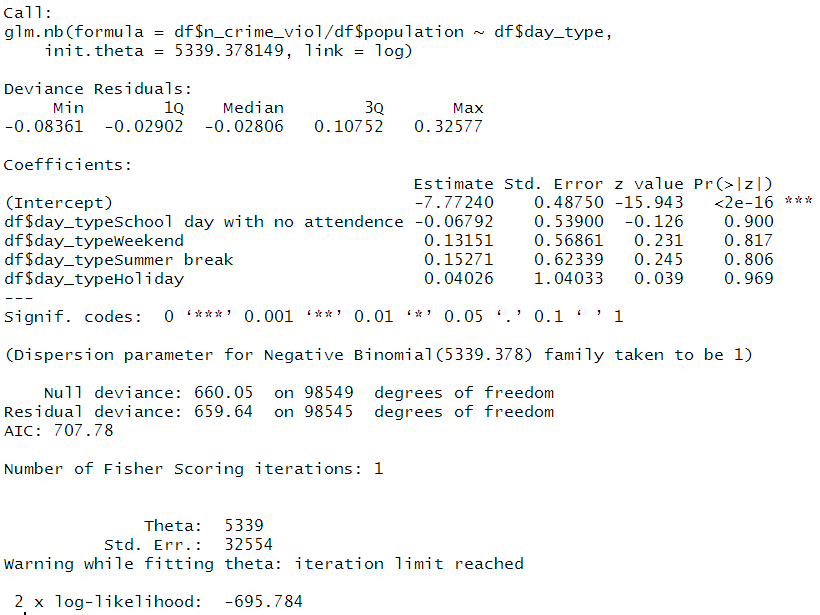 Call:
glm.nb(formula = df$n_crime_viol/df$population ~ df$day_type,
    init.theta = 5339.378149, link = log)

Deviance Residuals:
     Min       1Q   Median       3Q      Max
-0.08361 -0.02902 -0.02806  0.10752  0.32577

Coefficients:
                                      Estimate Std. Error z value Pr(>|z|)
(Intercept)                           -7.77240    0.48750 -15.943   <2e-16 ***
df$day_typeSchool day with no attendence -0.06792    0.53900  -0.126    0.900
df$day_typeWeekend                     0.13151    0.56861   0.231    0.817
df$day_typeSummer break                0.15271    0.62339   0.245    0.806
df$day_typeHoliday                     0.04026    1.04033   0.039    0.969
---
Signif. codes:  0 ‘***’ 0.001 ‘**’ 0.01 ‘*’ 0.05 ‘.’ 0.1 ‘ ’ 1

(Dispersion parameter for Negative Binomial(5339.378) family taken to be 1)

    Null deviance: 660.05  on 98549  degrees of freedom
Residual deviance: 659.64  on 98545  degrees of freedom
AIC: 707.78

Number of Fisher Scoring iterations: 1

              Theta:  5339
          Std. Err.:  32554
Warning while fitting theta: iteration limit reached

 2 x log-likelihood:  -695.784